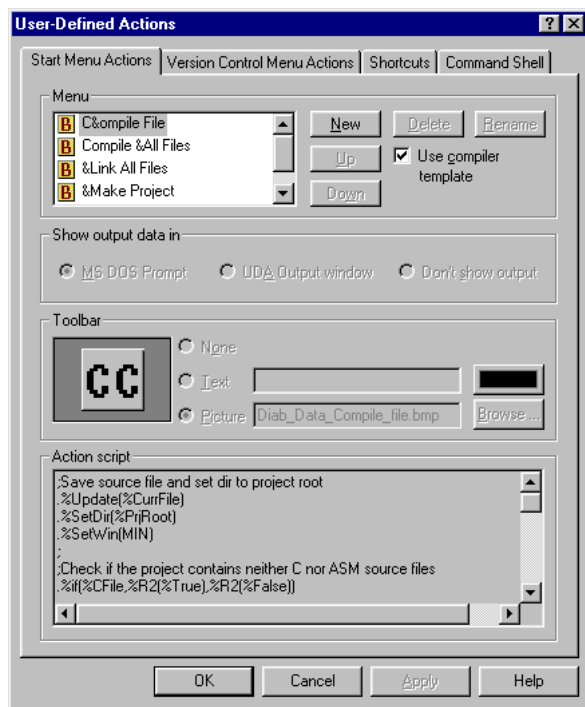 User-Defined Actions
Start Menu Actions Version Control Menu Actions Shortcuts Command Shell
Menu
B C&ompile File
B Compile &All Files
B &Link All Files
B &Make Project
New Delete Rename
Up
Down
Use compiler
template
Show output data in
MS DOS Prompt UDA Output window Don't show output
Toolbar
CC
None
Text
Picture Diab_Data_Compile_file.bmp Browse ...
Action script
;Save source file and set dir to project root
.%Update(%CurrFile)
.%SetDir(%PrjRoot)
.%SetWin(MIN)
;
;Check if the project contains neither C nor ASM source files
.%if(%CFile,%R2(%True),%R2(%False))
OK Cancel Apply Help